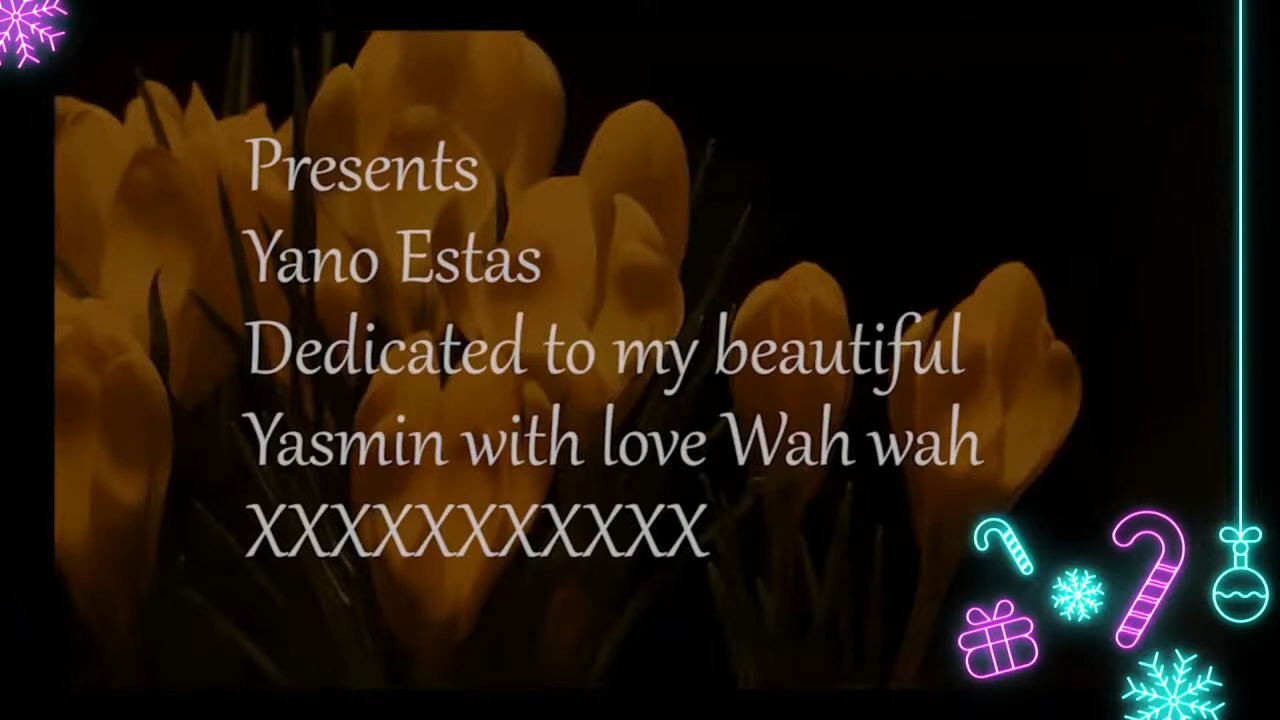 Presents
Yano Estas
Dedicated to my beautiful
Yasmin with love Wah wah
XXXXXXXXXXX